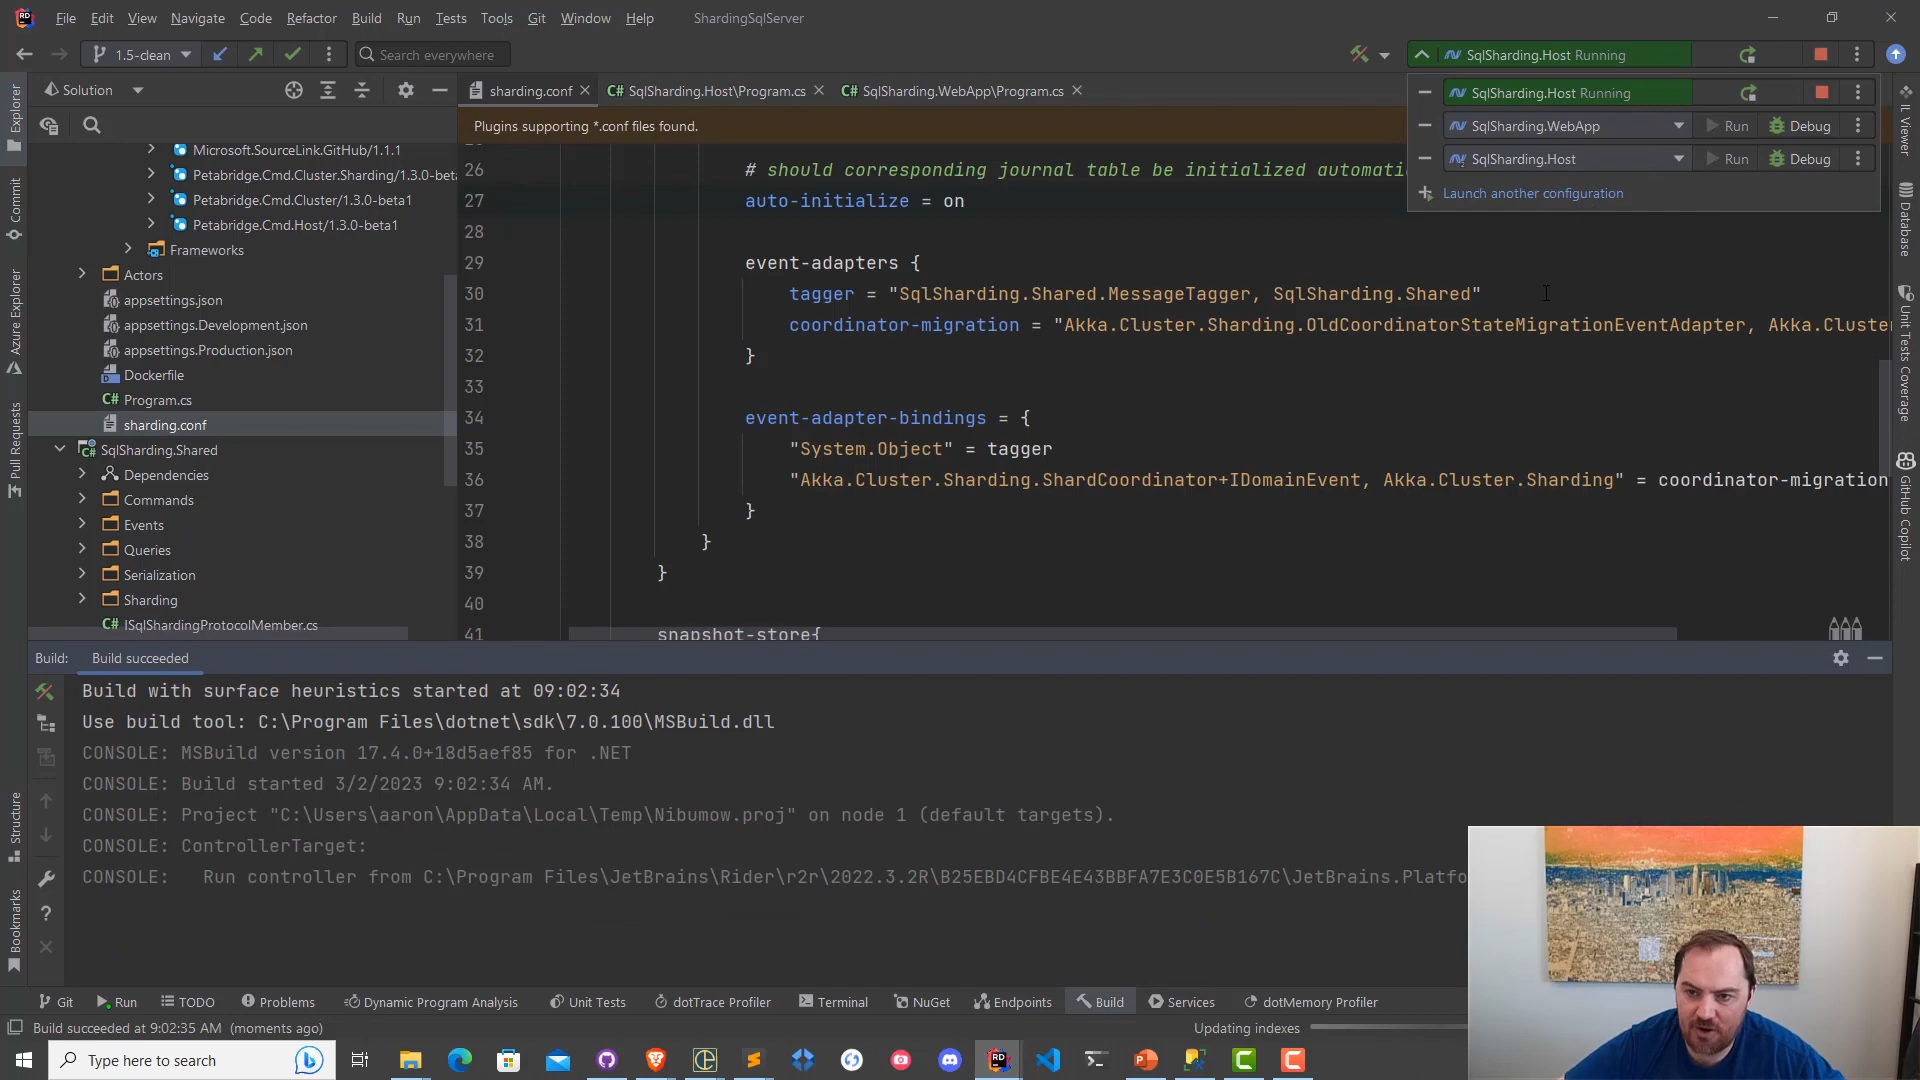 File Edit View Navigate Code Refactor Build Run Tests Tools Git Window Help ShardingSqlServer
1.5-clean Search everywhere SqlSharding.Host Running
Solution
sharding.conf SqlSharding.Host\Program.cs SqlSharding.WebApp\Program.cs
SqlSharding.Host Running
SqlSharding.WebApp Run Debug
SqlSharding.Host Run Debug
Launch another configuration
Plugins supporting *.conf files found.
Microsoft.SourceLink.GitHub/1.1.1
Petabridge.Cmd.Cluster.Sharding/1.3.0-beta
Petabridge.Cmd.Cluster/1.3.0-beta1
Petabridge.Cmd.Host/1.3.0-beta1
Frameworks
Actors
appsettings.json
appsettings.Development.json
appsettings.Production.json
Dockerfile
Program.cs
sharding.conf
SqlSharding.Shared
Dependencies
Commands
Events
Queries
Serialization
Sharding
ISqlShardingProtocolMember.cs
26 # should corresponding journal table be initialized automatic
27 auto-initialize = on
28
29 event-adapters {
30 tagger = "SqlSharding.Shared.MessageTagger, SqlSharding.Shared"
31 coordinator-migration = "Akka.Cluster.Sharding.OldCoordinatorStateMigrationEventAdapter, Akka.Cluster
32 }
33
34 event-adapter-bindings = {
35 "System.Object" = tagger
36 "Akka.Cluster.Sharding.ShardCoordinator+IDomainEvent, Akka.Cluster.Sharding" = coordinator-migration
37 }
38 }
39 }
40
41 snapshot-store{
Explorer
Commit
Azure Explorer
Pull Requests
Structure
Bookmarks
IL Viewer
Database
Unit Tests Coverage
GitHub Copilot
Build: Build succeeded
Build with surface heuristics started at 09:02:34
Use build tool: C:\Program Files\dotnet\sdk\7.0.100\MSBuild.dll
CONSOLE: MSBuild version 17.4.0+18d5aef85 for .NET
CONSOLE: Build started 3/2/2023 9:02:34 AM.
CONSOLE: Project "C:\Users\aaron\AppData\Local\Temp\Nibumow.proj" on node 1 (default targets).
CONSOLE: ControllerTarget:
CONSOLE: Run controller from C:\Program Files\JetBrains\Rider\r2r\2022.3.2R\B25EBD4CFBE4E43BBFA7E3C0E5B167C\JetBrains.Platfo
Git Run TODO Problems Dynamic Program Analysis Unit Tests dotTrace Profiler Terminal NuGet Endpoints Build Services dotMemory Profiler
Build succeeded at 9:02:35 AM (moments ago) Updating indexes
Type here to search